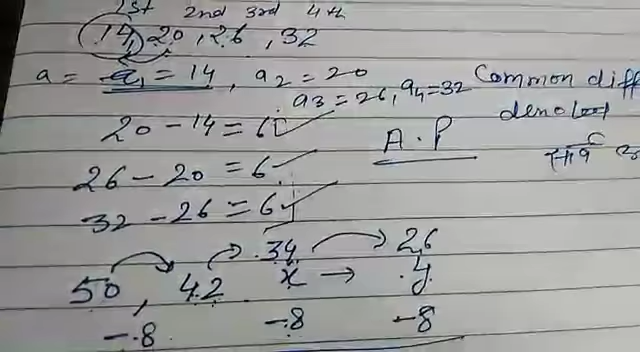 1st 2nd 3rd 4th
14, 20, 26, 32
a = a₁ = 14, a₂ = 20
a₃ = 26, a₄ = 32 Common diff
denoted
20 - 14 = 6
A.P
26 - 20 = 6
32 - 26 = 6
34 26
50, 42 x → y
-8 -8 -8